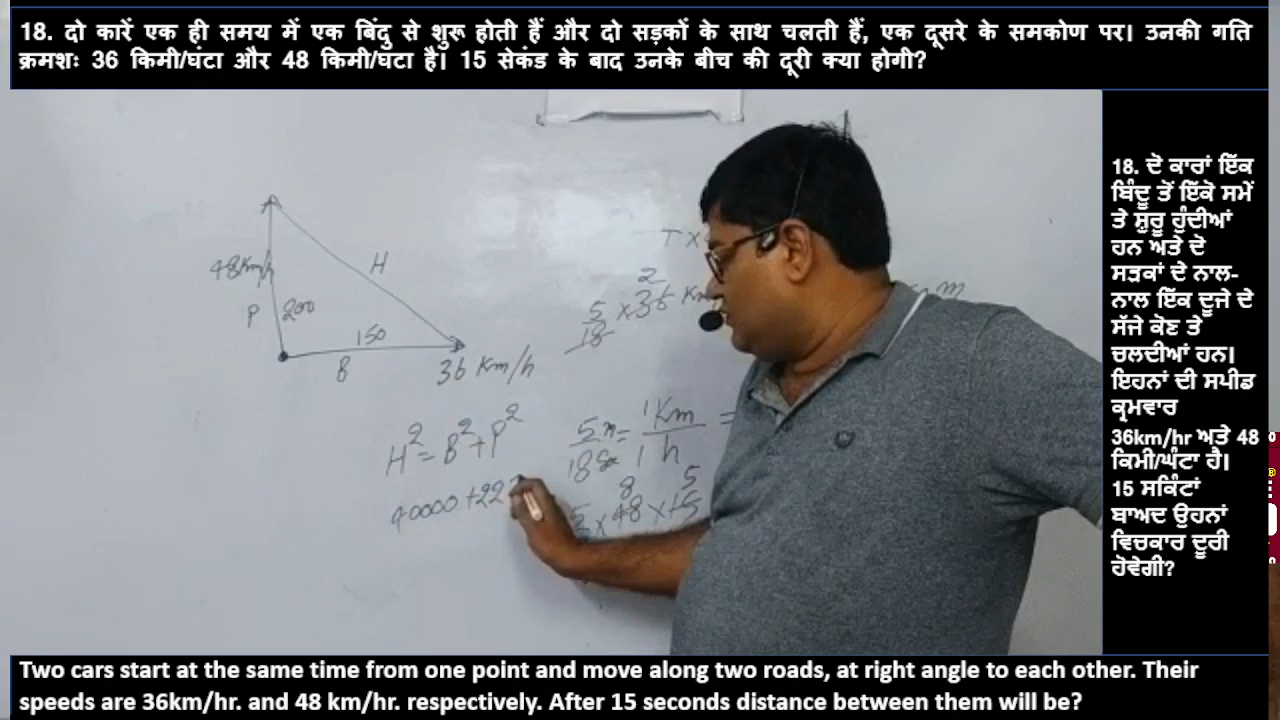 18. दो कारें एक ही समय में एक बिंदु से शुरू होती हैं और दो सड़कों के साथ चलती हैं, एक दूसरे के समकोण पर। उनकी गति
क्रमशः 36 किमी/घंटा और 48 किमी/घंटा है। 15 सेकंड के बाद उनके बीच की दूरी क्या होगी?
48Km/h
H
P
200
150
B
36 Km/h
T x
2
5/18 x 36 Km
m
H² = B² + P²
5/18 = 1 Km/1 h =
40000 + 22
8 5
x 48 x 15
18. ਦੋ ਕਾਰਾਂ ਇੱਕ
ਬਿੰਦੂ ਤੋਂ ਇੱਕੋ ਸਮੇਂ
ਤੇ ਸ਼ੁਰੂ ਹੁੰਦੀਆਂ
ਹਨ ਅਤੇ ਦੋ
ਸੜਕਾਂ ਦੇ ਨਾਲ-
ਨਾਲ ਇੱਕ ਦੂਜੇ ਦੇ
ਸੱਜੇ ਕੋਣ ਤੇ
ਚਲਦੀਆਂ ਹਨ।
ਇਹਨਾਂ ਦੀ ਸਪੀਡ
ਕ੍ਰਮਵਾਰ
36km/hr ਅਤੇ 48
ਕਿਮੀ/ਘੰਟਾ ਹੈ।
15 ਸਕਿੰਟਾਂ
ਬਾਅਦ ਉਹਨਾਂ
ਵਿਚਕਾਰ ਦੂਰੀ
ਹੋਵੇਗੀ?
Two cars start at the same time from one point and move along two roads, at right angle to each other. Their
speeds are 36km/hr. and 48 km/hr. respectively. After 15 seconds distance between them will be?